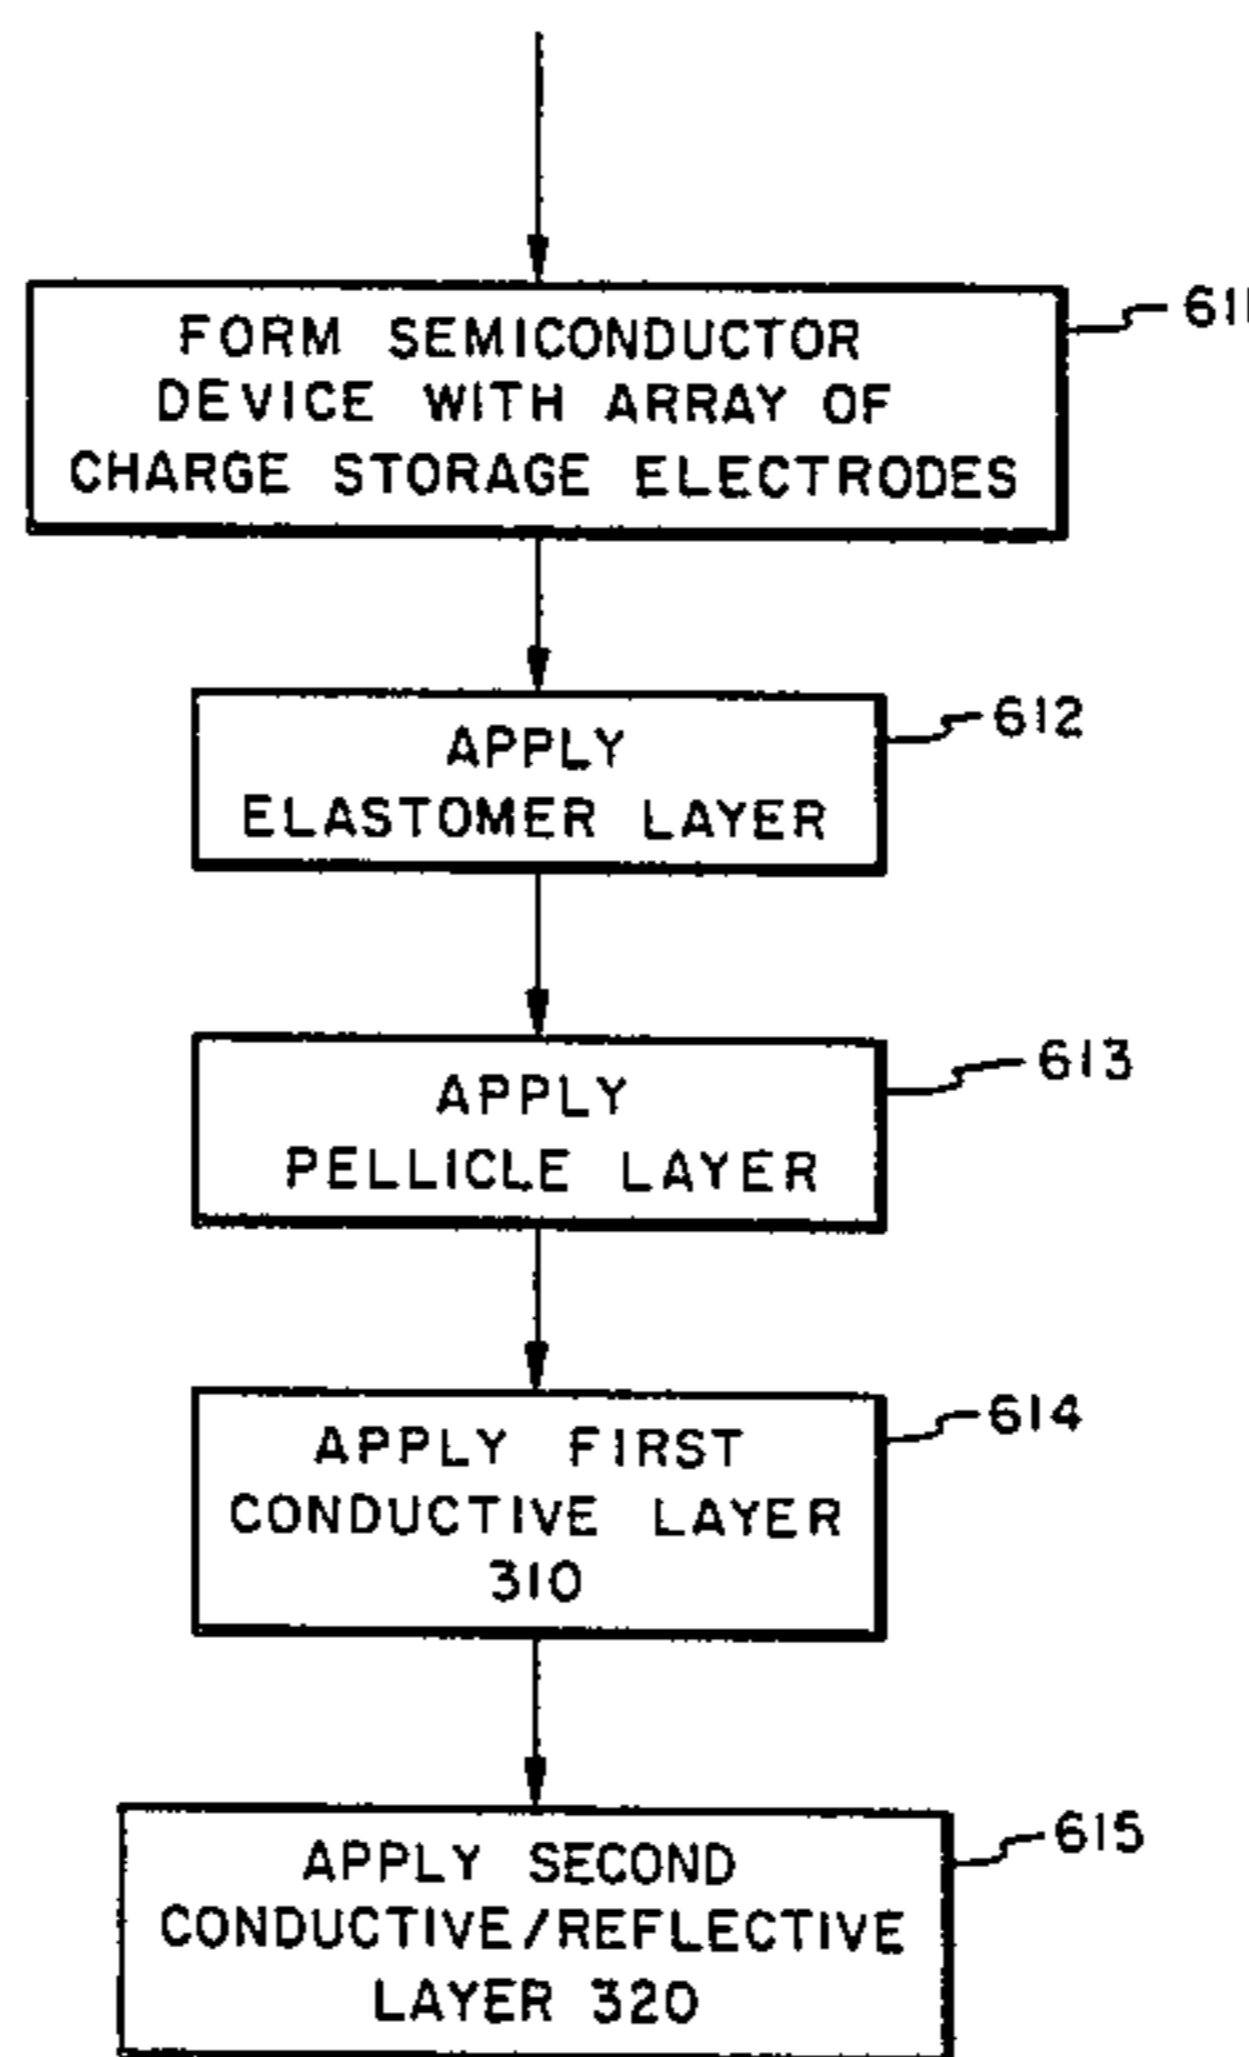 FORM SEMICONDUCTOR
DEVICE WITH ARRAY OF
CHARGE STORAGE ELECTRODES
611
APPLY
ELASTOMER LAYER
612
APPLY
PELLICLE LAYER
613
APPLY FIRST
CONDUCTIVE LAYER
310
614
APPLY SECOND
CONDUCTIVE/REFLECTIVE
LAYER 320
615